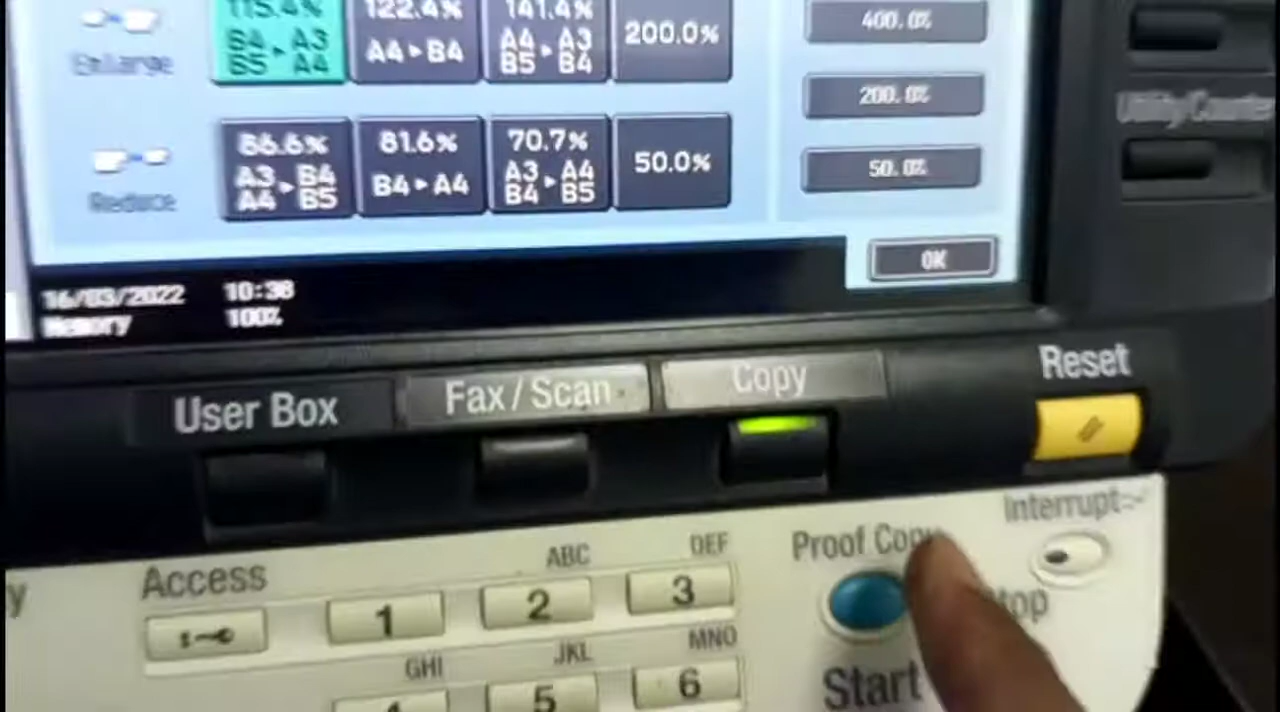 115.4% 122.4% 141.4% 200.0% 400.0%
B4▸A3 A4▸B4 A4▸A3
B5▸A4 B5▸B4
Enlarge
200.0%
Utility/Counter
86.6% 81.6% 70.7% 50.0% 50.0%
A3▸B4 B4▸A4 A3▸A4
A4▸B5 B4▸B5
Reduce
OK
16/03/2022 10:38
Memory 100%
User Box Fax / Scan Copy Reset
Interrupt
Proof Copy
Access
ABC DEF
1 2 3
GHI JKL MNO
4 5 6
Start